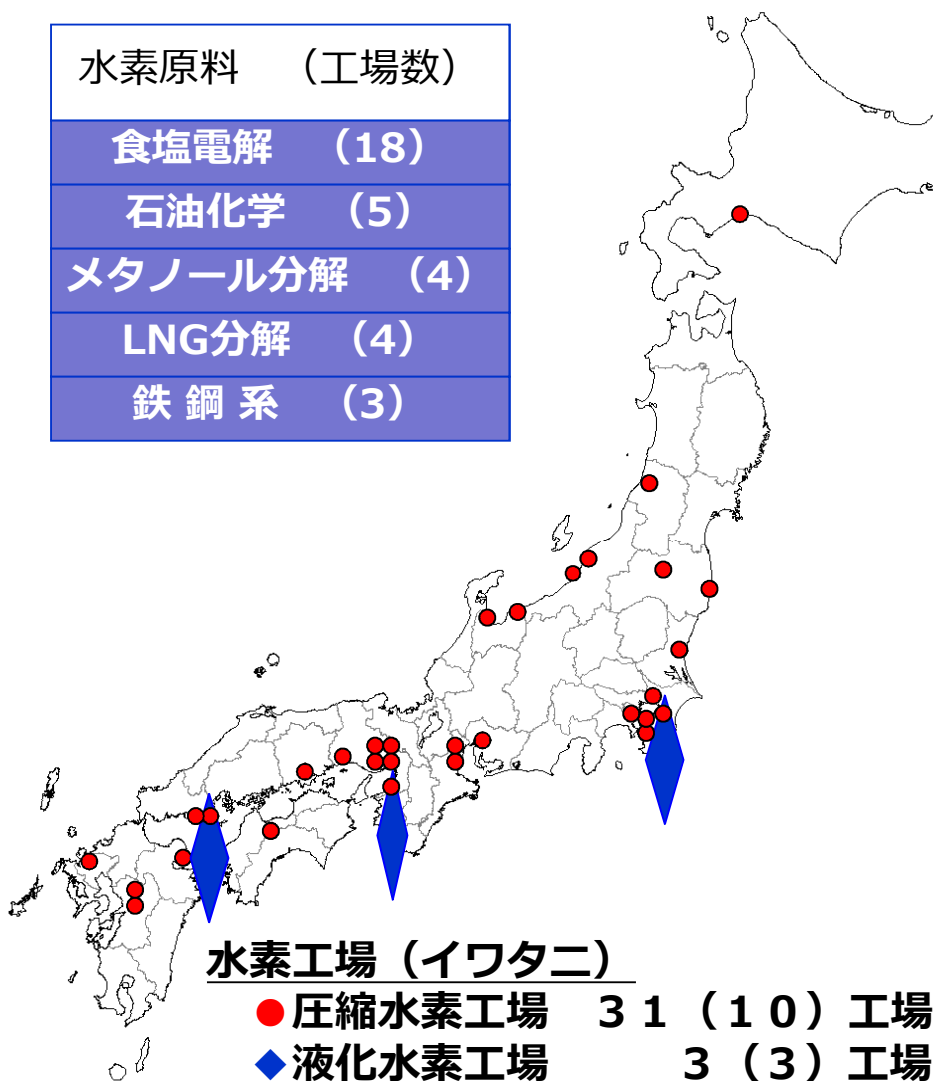 水素原料 （工場数）
食塩電解 （18）
石油化学 （5）
メタノール分解 （4）
LNG分解 （4）
鉄 鋼 系 （3）
水素工場（イワタニ）
●圧縮水素工場 ３１（１０）工場
◆液化水素工場 ３（３）工場